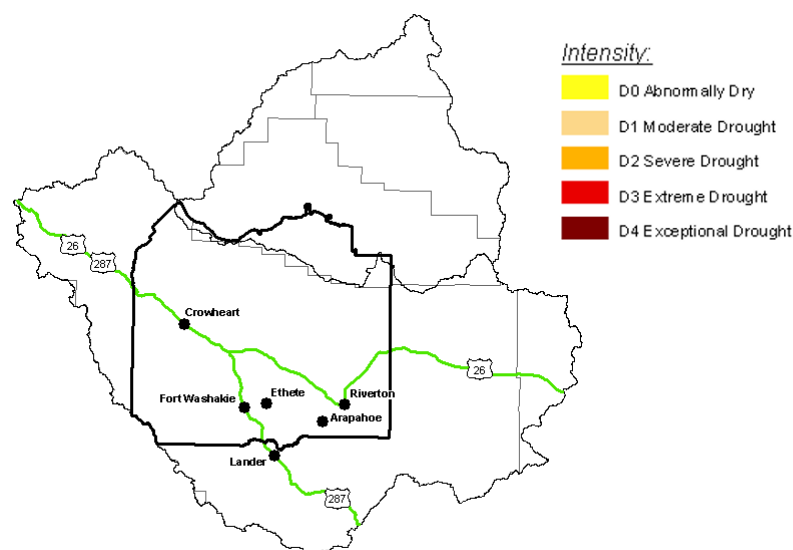 Intensity:
D0 Abnormally Dry
D1 Moderate Drought
D2 Severe Drought
D3 Extreme Drought
D4 Exceptional Drought
26
287
Crowheart
26
Fort Washakie
Ethete
Riverton
Arapahoe
Lander
287